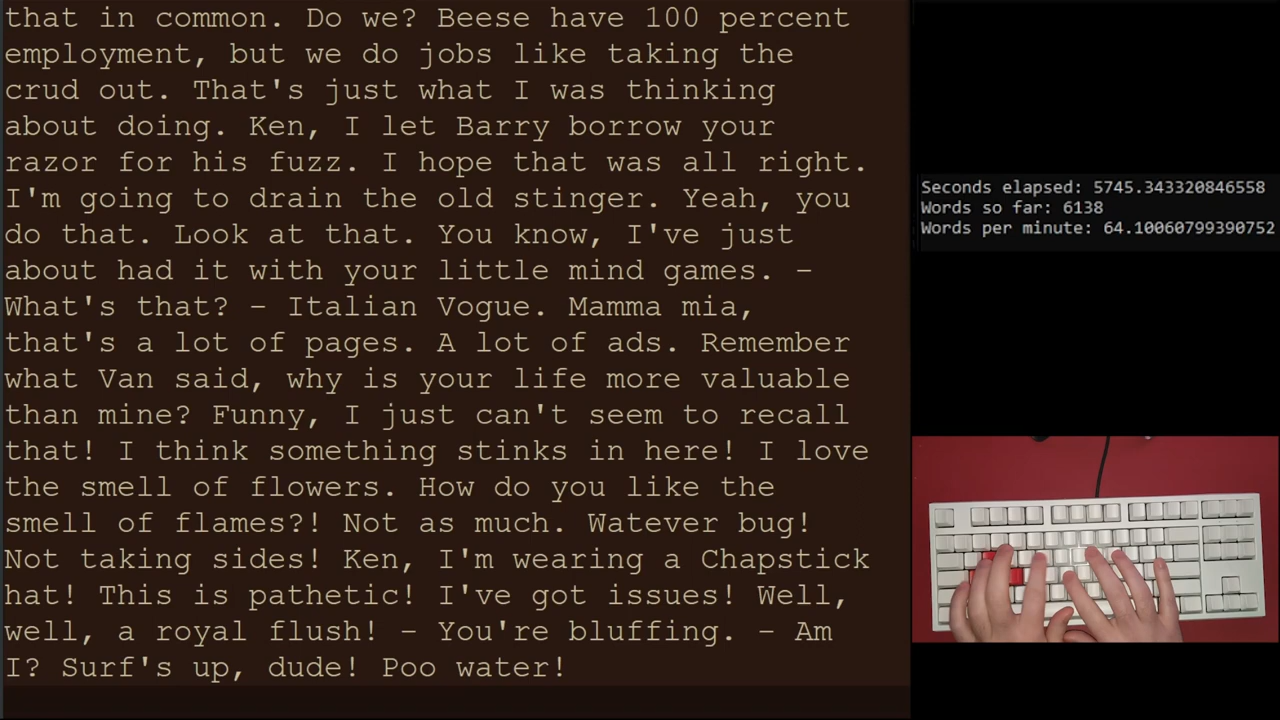 that in common. Do we? Beese have 100 percent
employment, but we do jobs like taking the
crud out. That's just what I was thinking
about doing. Ken, I let Barry borrow your
razor for his fuzz. I hope that was all right.
I'm going to drain the old stinger. Yeah, you
do that. Look at that. You know, I've just
about had it with your little mind games. -
What's that? - Italian Vogue. Mamma mia,
that's a lot of pages. A lot of ads. Remember
what Van said, why is your life more valuable
than mine? Funny, I just can't seem to recall
that! I think something stinks in here! I love
the smell of flowers. How do you like the
smell of flames?! Not as much. Watever bug!
Not taking sides! Ken, I'm wearing a Chapstick
hat! This is pathetic! I've got issues! Well,
well, a royal flush! - You're bluffing. - Am
I? Surf's up, dude! Poo water!
Seconds elapsed: 5745.343320846558
Words so far: 6138
Words per minute: 64.10060799390752